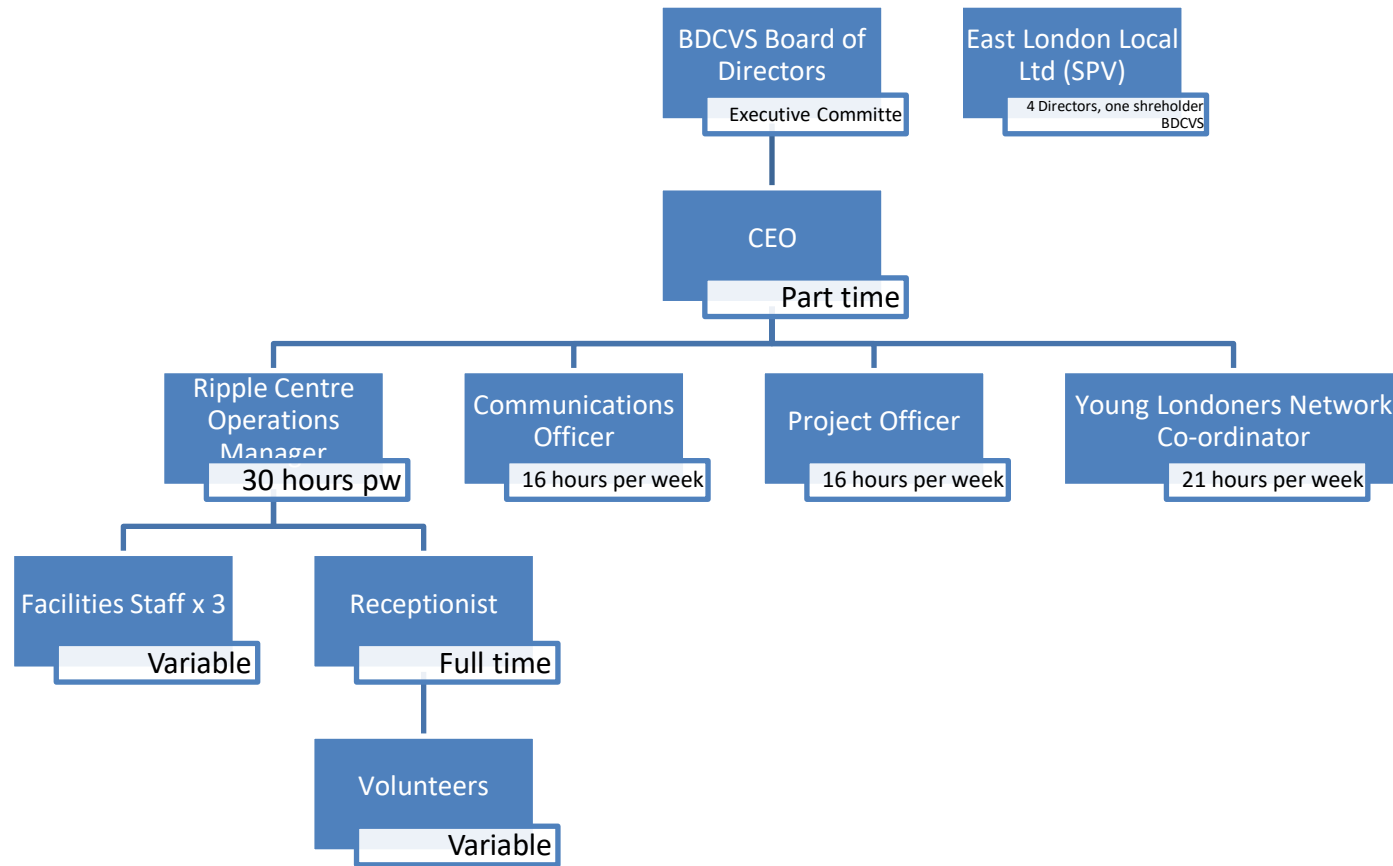 BDCVS Board of
Directors
Executive Committe
East London Local
Ltd (SPV)
4 Directors, one shreholder
BDCVS
CEO
Part time
Ripple Centre
Operations
Manager
30 hours pw
Communications
Officer
16 hours per week
Project Officer
16 hours per week
Young Londoners Network
Co-ordinator
21 hours per week
Facilities Staff x 3
Variable
Receptionist
Full time
Volunteers
Variable